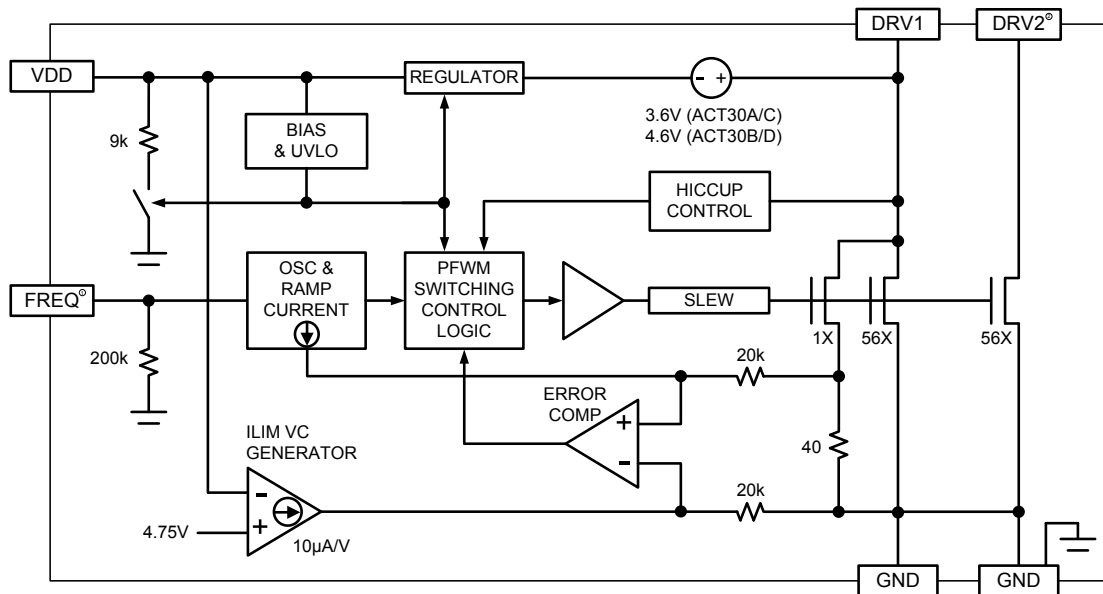 DRV1
DRV2②
VDD
REGULATOR
- +
3.6V (ACT30A/C)
4.6V (ACT30B/D)
9k
BIAS
& UVLO
HICCUP
CONTROL
FREQ①
OSC &
RAMP
CURRENT
PFWM
SWITCHING
CONTROL
LOGIC
SLEW
1X
56X
56X
200k
20k
ERROR
COMP
+
-
40
ILIM VC
GENERATOR
20k
-
+
4.75V
10µA/V
GND
GND